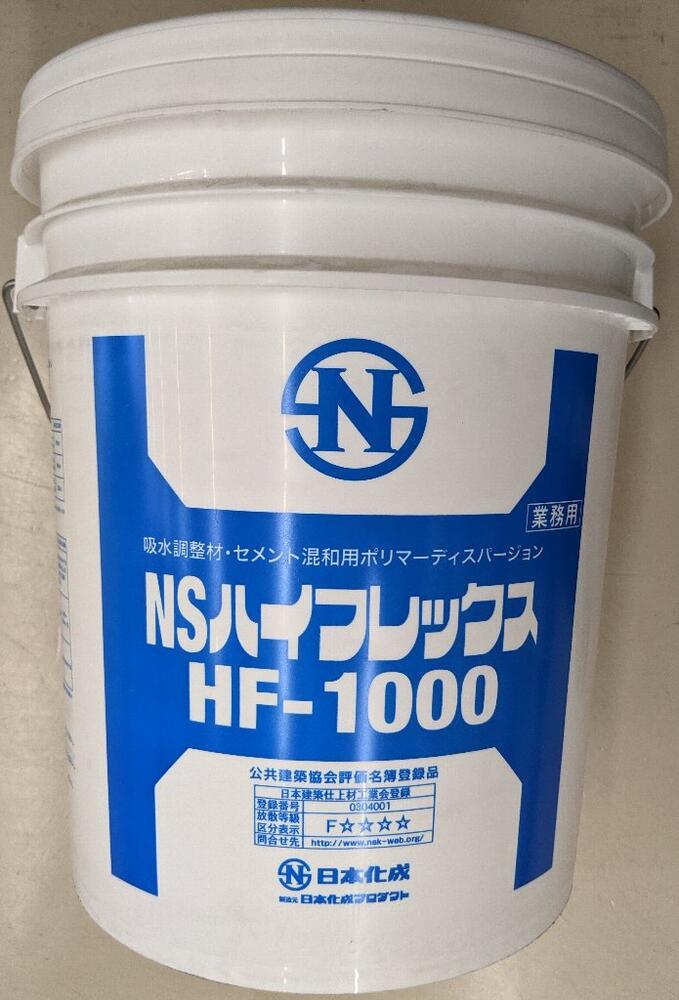 NS
業務用
吸水調整材・セメント混和用ポリマーディスパージョン
NSハイフレックス
HF-1000
公共建築協会評価名簿登録品
日本建築仕上材工業会登録
登録番号 0304001
放散等級
区分表示 F☆☆☆☆
問合せ先 http://www.nsk-web.org/
NS 日本化成
製造元 日本化成プロダクト